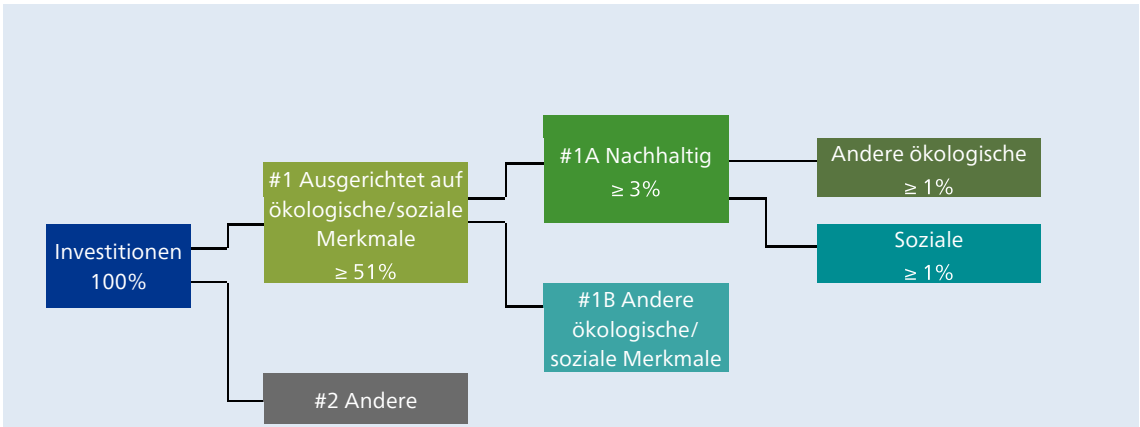 Investitionen
100%
#1 Ausgerichtet auf
ökologische/soziale
Merkmale
≥ 51%
#2 Andere
#1A Nachhaltig
≥ 3%
#1B Andere
ökologische/
soziale Merkmale
Andere ökologische
≥ 1%
Soziale
≥ 1%